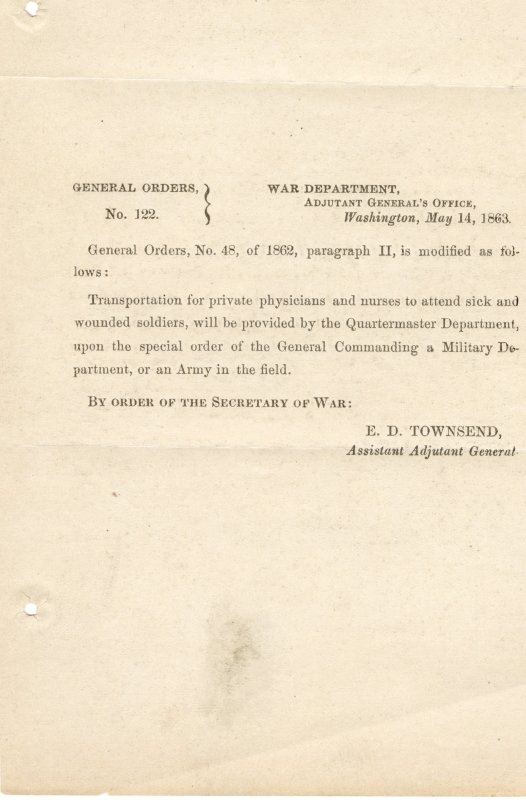 GENERAL ORDERS, WAR DEPARTMENT,
ADJUTANT GENERAL'S OFFICE,
No. 122. Washington, May 14, 1863.
General Orders, No. 48, of 1862, paragraph II, is modified as fol-
lows:
Transportation for private physicians and nurses to attend sick and
wounded soldiers, will be provided by the Quartermaster Department,
upon the special order of the General Commanding a Military De-
partment, or an Army in the field.
BY ORDER OF THE SECRETARY OF WAR:
E. D. TOWNSEND,
Assistant Adjutant General.